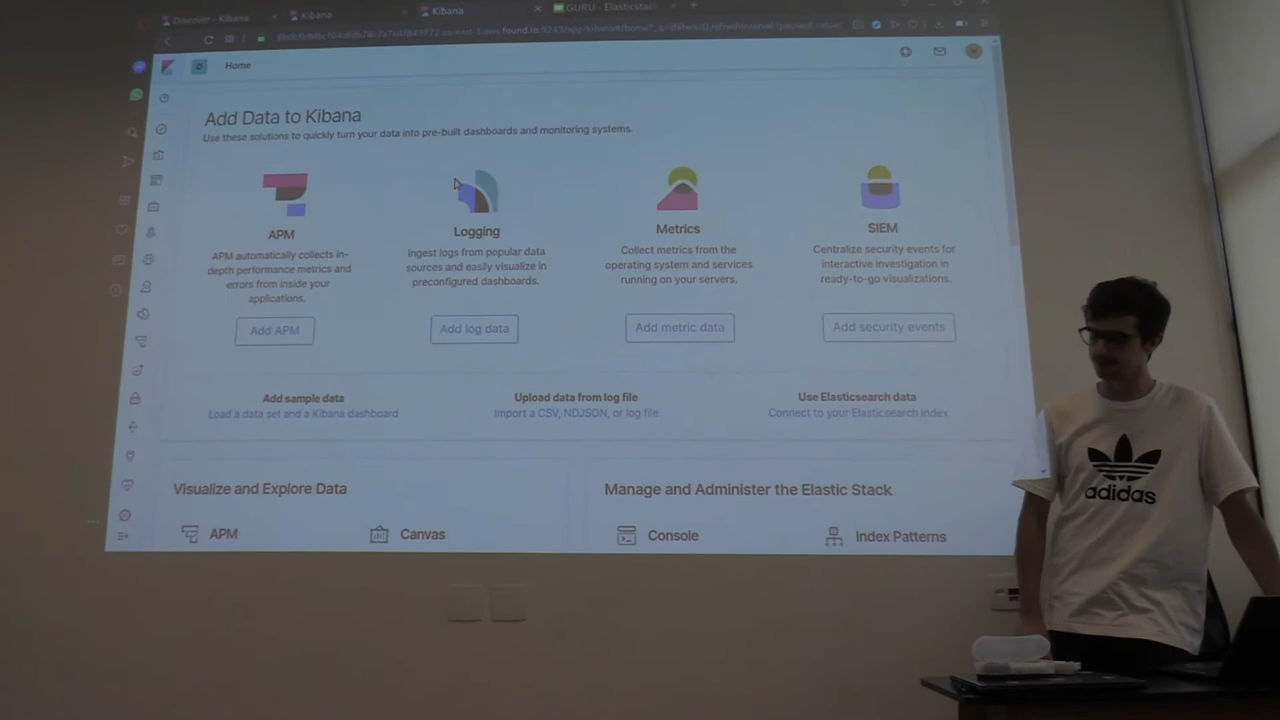 Discover - Kibana
Kibana
Kibana
GURU - Elasticstack
Home
Add Data to Kibana
Use these solutions to quickly turn your data into pre-built dashboards and monitoring systems.
APM
APM automatically collects in-
depth performance metrics and
errors from inside your
applications.
Add APM
Logging
Ingest logs from popular data
sources and easily visualize in
preconfigured dashboards.
Add log data
Metrics
Collect metrics from the
operating system and services
running on your servers.
Add metric data
SIEM
Centralize security events for
interactive investigation in
ready-to-go visualizations.
Add security events
Add sample data
Load a data set and a Kibana dashboard
Upload data from log file
Import a CSV, NDJSON, or log file
Use Elasticsearch data
Connect to your Elasticsearch index
Visualize and Explore Data
APM
Canvas
Manage and Administer the Elastic Stack
Console
Index Patterns
adidas